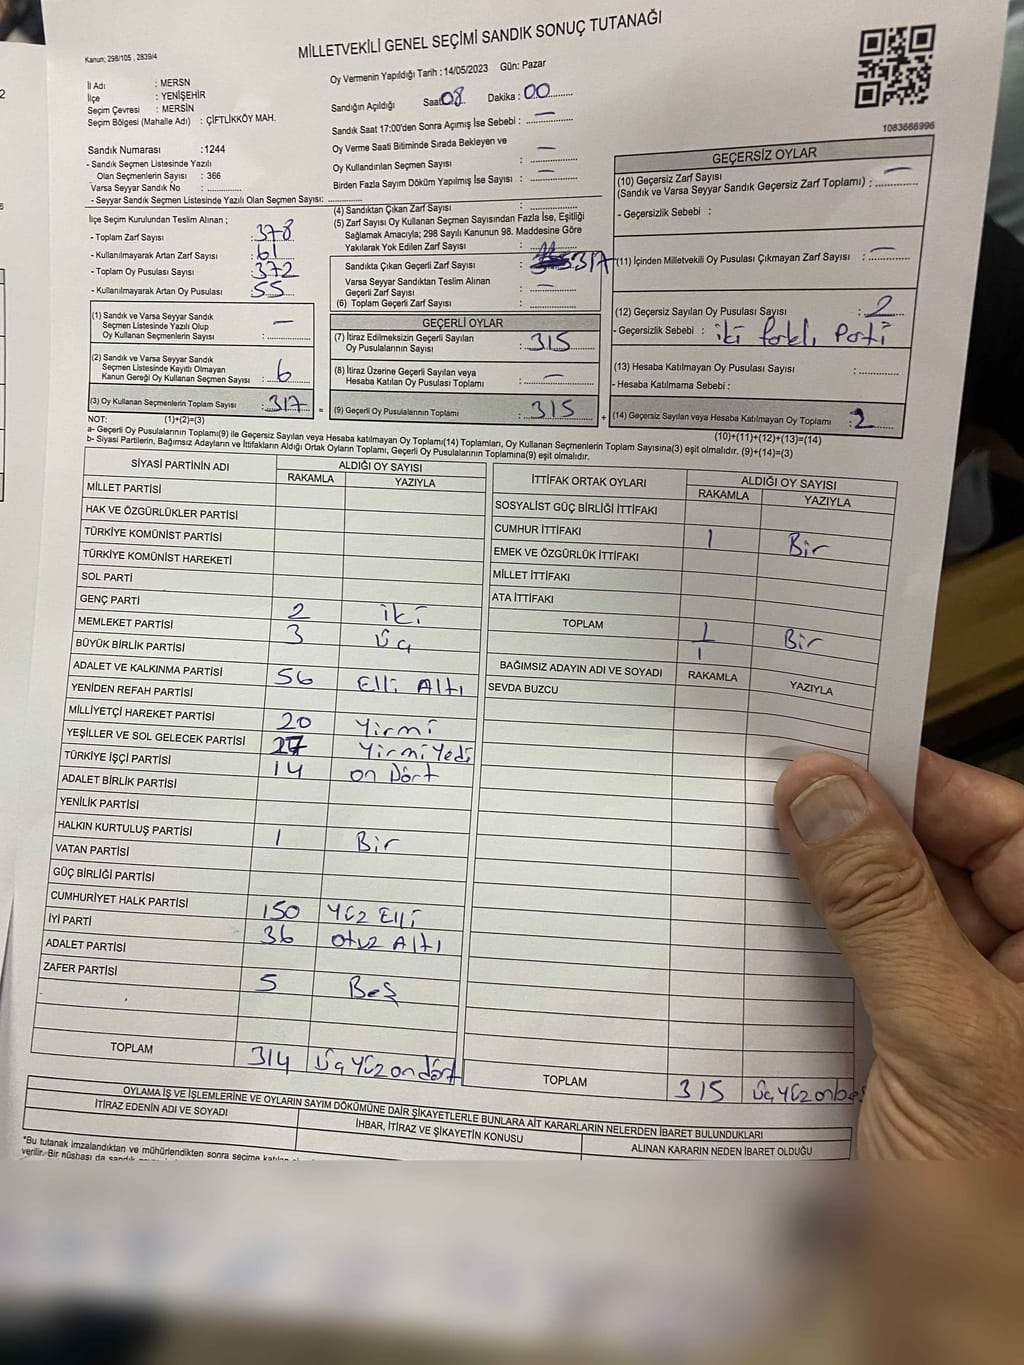 MİLLETVEKİLİ GENEL SEÇİMİ SANDIK SONUÇ TUTANAĞI
Kanun; 298/105 , 2839/4
İl Adı : MERSN
İlçe : YENİŞEHİR
Seçim Çevresi : MERSİN
Seçim Bölgesi (Mahalle Adı) : ÇİFTLİKKÖY MAH.
Sandık Numarası :1244
- Sandık Seçmen Listesinde Yazılı
Olan Seçmenlerin Sayısı : 366
Varsa Seyyar Sandık No : ..............
- Seyyar Sandık Seçmen Listesinde Yazılı Olan Seçmen Sayısı: ..............
Oy Vermenin Yapıldığı Tarih : 14/05/2023 Gün: Pazar
Sandığın Açıldığı Saat 08 Dakika : 00
Sandık Saat 17:00'den Sonra Açımış İse Sebebi : —
Oy Verme Saati Bitiminde Sırada Bekleyen ve
Oy Kullandırılan Seçmen Sayısı : —
Birden Fazla Sayım Döküm Yapılmış İse Sayısı : —
1083666996
İlçe Seçim Kurulundan Teslim Alınan ;
- Toplam Zarf Sayısı : 378
- Kullanılmayarak Artan Zarf Sayısı : 61
- Toplam Oy Pusulası Sayısı : 372
- Kullanılmayarak Artan Oy Pusulası : 55
(1) Sandık ve Varsa Seyyar Sandık
Seçmen Listesinde Yazılı Olup
Oy Kullanan Seçmenlerin Sayısı : —
(2) Sandık ve Varsa Seyyar Sandık
Seçmen Listesinde Kayıtlı Olmayan
Kanun Gereği Oy Kullanan Seçmen Sayısı : 6
(3) Oy Kullanan Seçmenlerin Toplam Sayısı : 317 =
(4) Sandıktan Çıkan Zarf Sayısı : ..............
(5) Zarf Sayısı Oy Kullanan Seçmen Sayısından Fazla İse, Eşitliği
Sağlamak Amacıyla; 298 Sayılı Kanunun 98. Maddesine Göre
Yakılarak Yok Edilen Zarf Sayısı : ..............
Sandıkta Çıkan Geçerli Zarf Sayısı : 317
Varsa Seyyar Sandıktan Teslim Alınan
Geçerli Zarf Sayısı : —
(6) Toplam Geçerli Zarf Sayısı : ..............
GEÇERLİ OYLAR
(7) İtiraz Edilmeksizin Geçerli Sayılan
Oy Pusulalarının Sayısı : 315
(8) İtiraz Üzerine Geçerli Sayılan veya
Hesaba Katılan Oy Pusulası Toplamı : —
(9) Geçerli Oy Pusulalarının Toplamı : 315 +
GEÇERSİZ OYLAR
(10) Geçersiz Zarf Sayısı
(Sandık ve Varsa Seyyar Sandık Geçersiz Zarf Toplamı) : —
- Geçersizlik Sebebi :
(11) İçinden Milletvekili Oy Pusulası Çıkmayan Zarf Sayısı : —
(12) Geçersiz Sayılan Oy Pusulası Sayısı : 2
- Geçersizlik Sebebi : iki farklı Parti
(13) Hesaba Katılmayan Oy Pusulası Sayısı : ..............
- Hesaba Katılmama Sebebi :
(14) Geçersiz Sayılan veya Hesaba Katılmayan Oy Toplamı : 2
NOT: (1)+(2)=(3)
(10)+(11)+(12)+(13)=(14)
a- Geçerli Oy Pusulalarının Toplamı(9) ile Geçersiz Sayılan veya Hesaba katılmayan Oy Toplamı(14) Toplamları, Oy Kullanan Seçmenlerin Toplam Sayısına(3) eşit olmalıdır. (9)+(14)=(3)
b- Siyasi Partilerin, Bağımsız Adayların ve İttifakların Aldığı Ortak Oyların Toplamı, Geçerli Oy Pusulalarının Toplamına(9) eşit olmalıdır.
SİYASİ PARTİNİN ADI ALDIĞI OY SAYISI
RAKAMLA YAZIYLA
MİLLET PARTİSİ
HAK VE ÖZGÜRLÜKLER PARTİSİ
TÜRKİYE KOMÜNİST PARTİSİ
TÜRKİYE KOMÜNİST HAREKETİ
SOL PARTİ
GENÇ PARTİ 2 iki
MEMLEKET PARTİSİ 3 Üç
BÜYÜK BİRLİK PARTİSİ
ADALET VE KALKINMA PARTİSİ 56 Elli Altı
YENİDEN REFAH PARTİSİ
MİLLİYETÇİ HAREKET PARTİSİ 20 Yirmi
YEŞİLLER VE SOL GELECEK PARTİSİ 27 Yirmi Yedi
TÜRKİYE İŞÇİ PARTİSİ 14 on Dört
ADALET BİRLİK PARTİSİ
YENİLİK PARTİSİ
HALKIN KURTULUŞ PARTİSİ 1 Bir
VATAN PARTİSİ
GÜÇ BİRLİĞİ PARTİSİ
CUMHURİYET HALK PARTİSİ 150 Yüz Elli
İYİ PARTİ 36 otuz Altı
ADALET PARTİSİ
ZAFER PARTİSİ 5 Beş
TOPLAM 314 Üç Yüz on dört
İTTİFAK ORTAK OYLARI ALDIĞI OY SAYISI
RAKAMLA YAZIYLA
SOSYALİST GÜÇ BİRLİĞİ İTTİFAKI
CUMHUR İTTİFAKI 1 Bir
EMEK VE ÖZGÜRLÜK İTTİFAKI
MİLLET İTTİFAKI
ATA İTTİFAKI
TOPLAM 1 Bir
BAĞIMSIZ ADAYIN ADI VE SOYADI RAKAMLA YAZIYLA
SEVDA BUZCU
TOPLAM 315 Üç Yüz onbeş
OYLAMA İŞ VE İŞLEMLERİNE VE OYLARIN SAYIM DÖKÜMÜNE DAİR ŞİKAYETLERLE BUNLARA AİT KARARLARIN NELERDEN İBARET BULUNDUKLARI
İTİRAZ EDENİN ADI VE SOYADI İHBAR, İTİRAZ VE ŞİKAYETİN KONUSU ALINAN KARARIN NEDEN İBARET OLDUĞU
*Bu tutanak imzalandıktan ve mühürlendikten sonra seçime
verilir.-Bir nüshası da